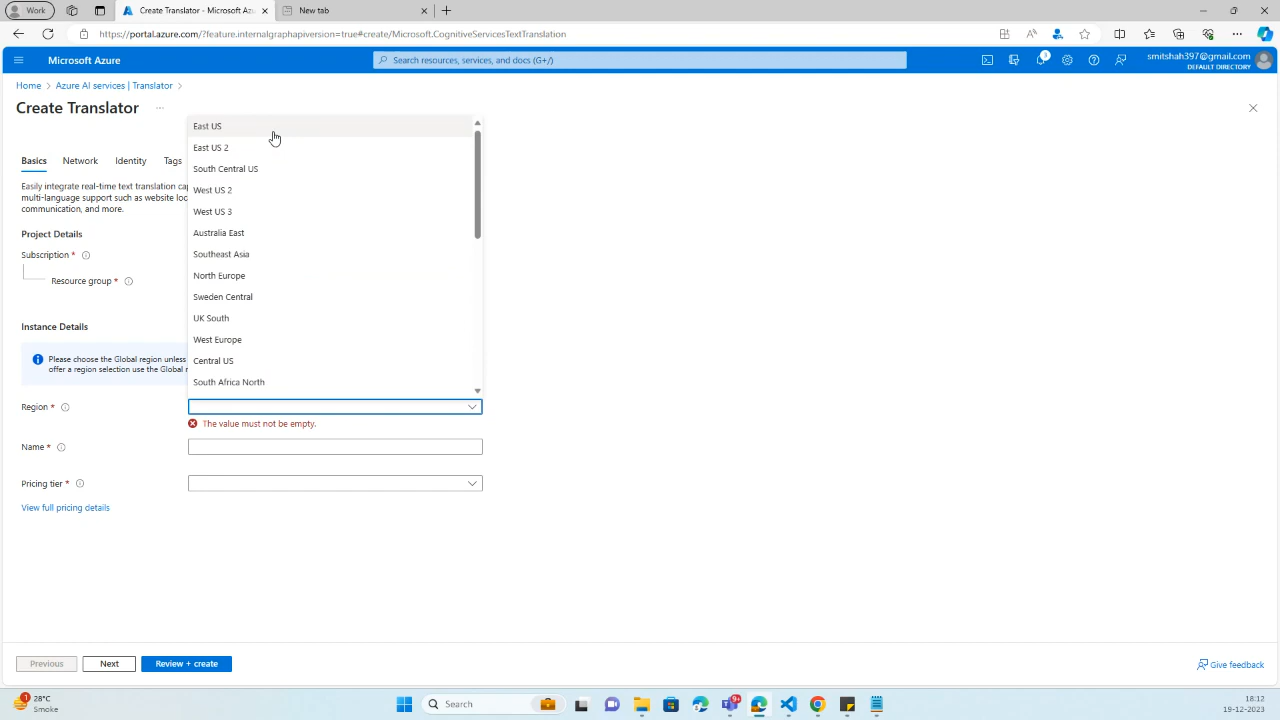 Work
Create Translator - Microsoft Az
New tab
https://portal.azure.com/?feature.internalgraphapiversion=true#create/Microsoft.CognitiveServicesTextTranslation
Microsoft Azure
Search resources, services, and docs (G+/)
1
smitshah397@gmail.com
DEFAULT DIRECTORY
Home > Azure AI services | Translator >
Create Translator ...
East US
East US 2
Basics Network Identity Tags
South Central US
Easily integrate real-time text translation
West US 2
multi-language support such as website
communication, and more.
West US 3
Project Details
Australia East
Subscription *
Southeast Asia
Resource group *
North Europe
Sweden Central
UK South
Instance Details
West Europe
Please choose the Global region unless
Central US
offer a region selection use the Global
South Africa North
Region *
The value must not be empty.
Name *
Pricing tier *
View full pricing details
Previous Next Review + create
Give feedback
1
28°C
Smoke
Search
9+
18:12
19-12-2023